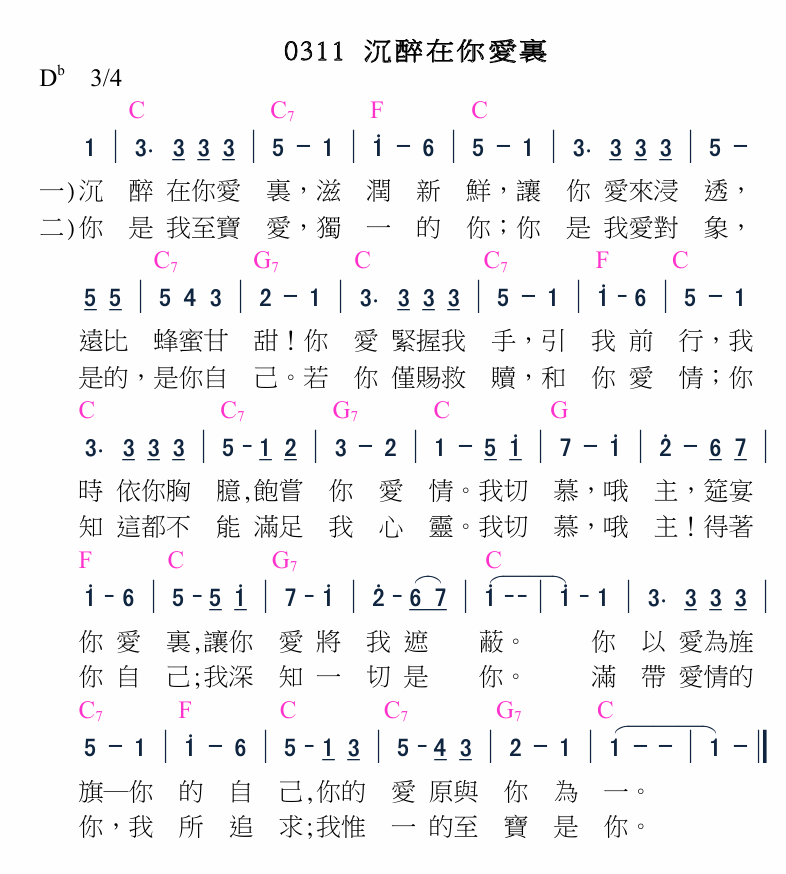 0311 沉醉在你愛裏
Db 3/4
C C7 F C
1 | 3. 3 3 3 | 5 – 1 | i – 6 | 5 – 1 | 3. 3 3 3 | 5 –
一)沉 醉 在你愛 裏，滋 潤 新 鮮，讓 你 愛來浸 透，
二)你 是 我至寶 愛，獨 一 的 你；你 是 我愛對 象，
C7 G7 C C7 F C
5 5 | 5 4 3 | 2 – 1 | 3. 3 3 3 | 5 – 1 | i - 6 | 5 – 1
遠比 蜂蜜甘 甜！你 愛 緊握我 手，引 我 前 行，我
是的，是你自 己。若 你 僅賜救 贖，和 你 愛 情；你
C C7 G7 C G
3. 3 3 3 | 5 - 1 2 | 3 – 2 | 1 – 5 i | 7 – i | 2̇ – 6 7 |
時 依你胸 臆,飽嘗 你 愛 情。我切 慕，哦 主，筵宴
知 這都不 能 滿足 我 心 靈。我切 慕，哦 主！得著
F C G7 C
i - 6 | 5 - 5 i | 7 - i | 2̇ - 6 7 | i - - | i - 1 | 3. 3 3 3 |
你 愛 裏,讓你 愛 將 我 遮 蔽。 你 以 愛為旌
你 自 己;我深 知 一 切 是 你。 滿 帶 愛情的
C7 F C C7 G7 C
5 – 1 | i – 6 | 5 - 1 3 | 5 - 4 3 | 2 – 1 | 1 – – | 1 – ||
旗—你 的 自 己,你的 愛 原與 你 為 一。
你，我 所 追 求;我惟 一 的至 寶 是 你。